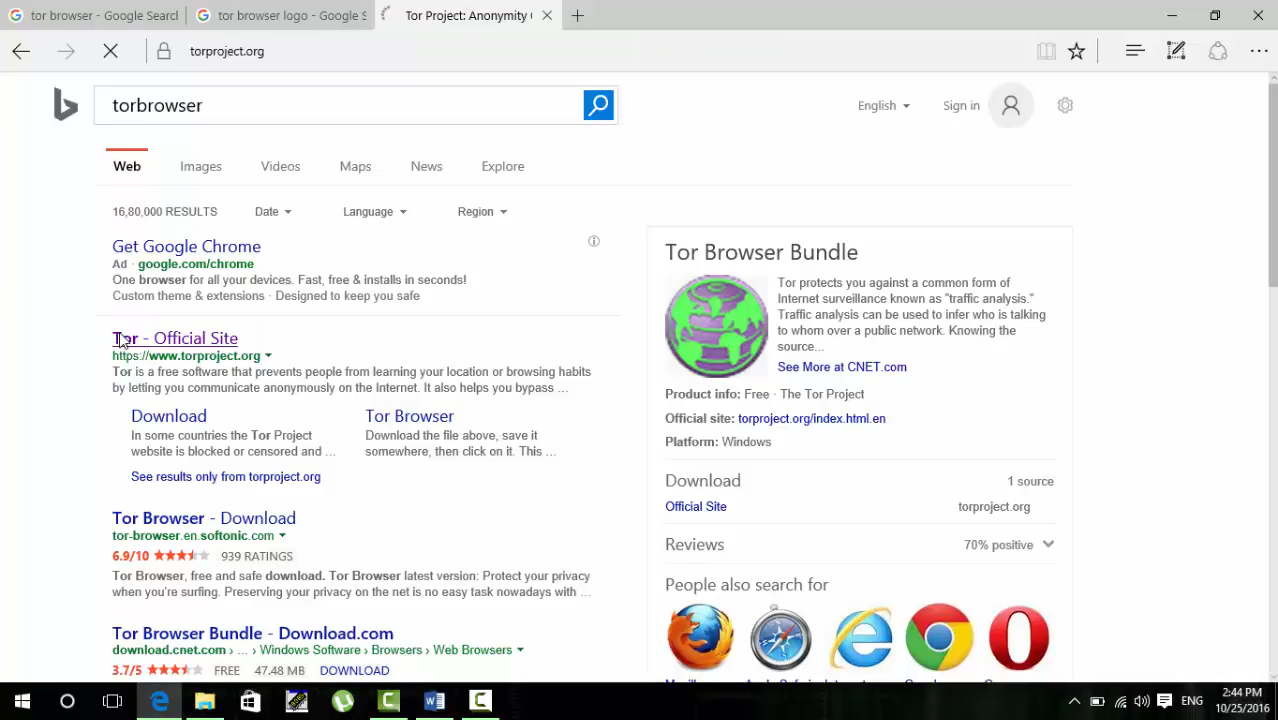 tor browser - Google Searcl
tor browser logo - Google S
Tor Project: Anonymity
torproject.org
torbrowser
English
Sign in
Web
Images
Videos
Maps
News
Explore
16,80,000 RESULTS
Date
Language
Region
Get Google Chrome
Ad · google.com/chrome
One browser for all your devices. Fast, free & installs in seconds!
Custom theme & extensions · Designed to keep you safe
Tor - Official Site
https://www.torproject.org
Tor is a free software that prevents people from learning your location or browsing habits
by letting you communicate anonymously on the Internet. It also helps you bypass ...
Download
In some countries the Tor Project
website is blocked or censored and ...
Tor Browser
Download the file above, save it
somewhere, then click on it. This ...
See results only from torproject.org
Tor Browser - Download
tor-browser.en.softonic.com
6.9/10 939 RATINGS
Tor Browser, free and safe download. Tor Browser latest version: Protect your privacy
when you're surfing. Preserving your privacy on the net is no easy task nowadays with ...
Tor Browser Bundle - Download.com
download.cnet.com › ... › Windows Software › Browsers › Web Browsers
3.7/5 FREE 47.48 MB DOWNLOAD
Tor Browser Bundle
Tor protects you against a common form of
Internet surveillance known as "traffic analysis."
Traffic analysis can be used to infer who is talking
to whom over a public network. Knowing the
source...
See More at CNET.com
Product info: Free · The Tor Project
Official site: torproject.org/index.html.en
Platform: Windows
Download 1 source
Official Site torproject.org
Reviews 70% positive
People also search for
ENG
2:44 PM
10/25/2016